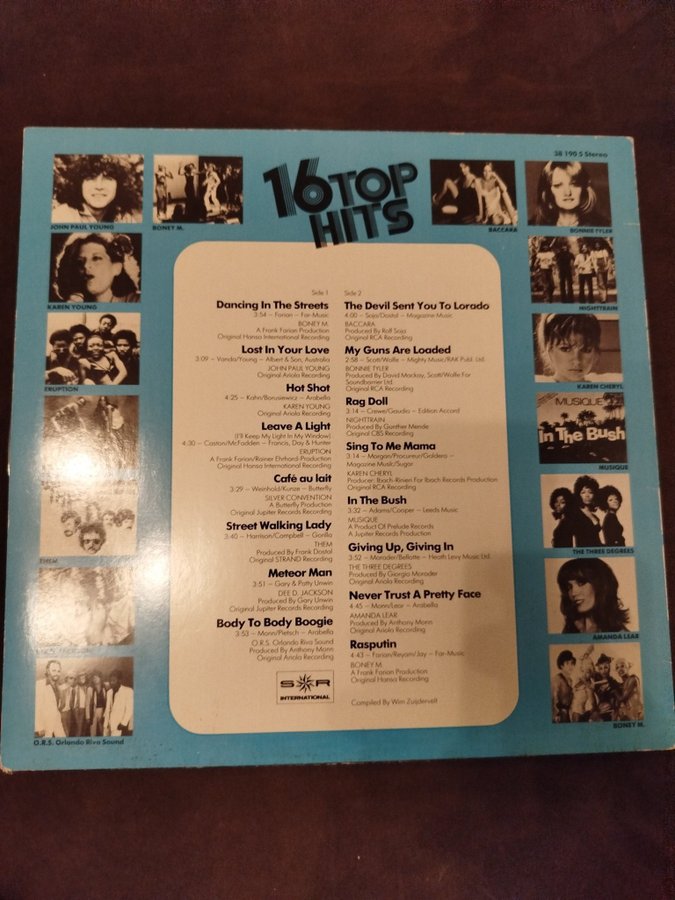 38 190 5 Stereo
16 TOP
HITS
JOHN PAUL YOUNG
BONEY M.
BACCARA
BONNIE TYLER
KAREN YOUNG
NIGHTTRAIN
ERUPTION
KAREN CHERYL
MUSIQUE
In The Bush
MUSIQUE
THEM
THE THREE DEGREES
AMANDA LEAR
O.R.S. Orlando Riva Sound
BONEY M.
Side 1
Dancing In The Streets
3:54 – Farian – Far-Music
BONEY M.
A Frank Farian Production
Original Hansa International Recording
Lost In Your Love
3:09 – Vanda/Young – Albert & Son, Australia
JOHN PAUL YOUNG
Original Ariola Recording
Hot Shot
4:25 – Kahn/Borusiewicz – Arabella
KAREN YOUNG
Original Ariola Recording
Leave A Light
(I'll Keep My Light In My Window)
4:30 – Caston/McFadden – Francis, Day & Hunter
ERUPTION
A Frank Farian/Rainer Ehrhardt-Production
Original Hansa International Recording
Café au lait
3:29 – Weinhold/Kunze – Butterfly
SILVER CONVENTION
A Butterfly Production
Original Jupiter Records Recording
Street Walking Lady
3:40 – Harrison/Campbell – Gorilla
THEM
Produced By Frank Dostal
Original STRAND Recording
Meteor Man
3:51 – Gary & Patty Unwin
DEE D. JACKSON
Produced By Gary Unwin
Original Jupiter Records Recording
Body To Body Boogie
3:53 – Monn/Pietsch – Arabella
O.R.S. Orlando Riva Sound
Produced By Anthony Monn
Original Ariola Recording
S R
INTERNATIONAL
Side 2
The Devil Sent You To Lorado
4:00 – Soja/Dostal – Magazine Music
BACCARA
Produced By Rolf Soja
Original RCA Recording
My Guns Are Loaded
2:58 – Scott/Wolfe – Mighty Music/RAK Publ. Ltd.
BONNIE TYLER
Produced By David Mackay, Scott/Wolfe For
Soundbanner Ltd.
Original RCA Recording
Rag Doll
3:14 – Crewe/Gaudio – Edition Accord
NIGHTTRAIN
Produced By Gunther Mende
Original CBS Recording
Sing To Me Mama
3:14 – Morgan/Procureur/Goldeira –
Magazine Music/Sugar
KAREN CHERYL
Producer: Ibach-Rinien For Ibach Records Production
Original RCA Recording
In The Bush
3:32 – Adams/Cooper – Leeds Music
MUSIQUE
A Product Of Prelude Records
A Jupiter Records Production
Giving Up, Giving In
3:52 – Moroder/Bellotte – Heath Levy Music Ltd.
THE THREE DEGREES
Produced By Giorgio Moroder
Original Ariola Recording
Never Trust A Pretty Face
4:45 – Monn/Lear – Arabella
AMANDA LEAR
Produced By Anthony Monn
Original Ariola Recording
Rasputin
4:43 – Farian/Reyam/Jay – Far-Music
BONEY M
A Frank Farian Production
Original Hansa Recording
Compiled By Wim Zuijderveit